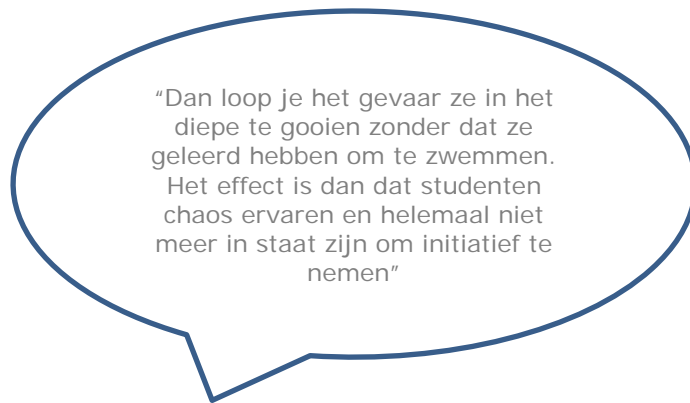 “Dan loop je het gevaar ze in het
diepe te gooien zonder dat ze
geleerd hebben om te zwemmen.
Het effect is dan dat studenten
chaos ervaren en helemaal niet
meer in staat zijn om initiatief te
nemen”